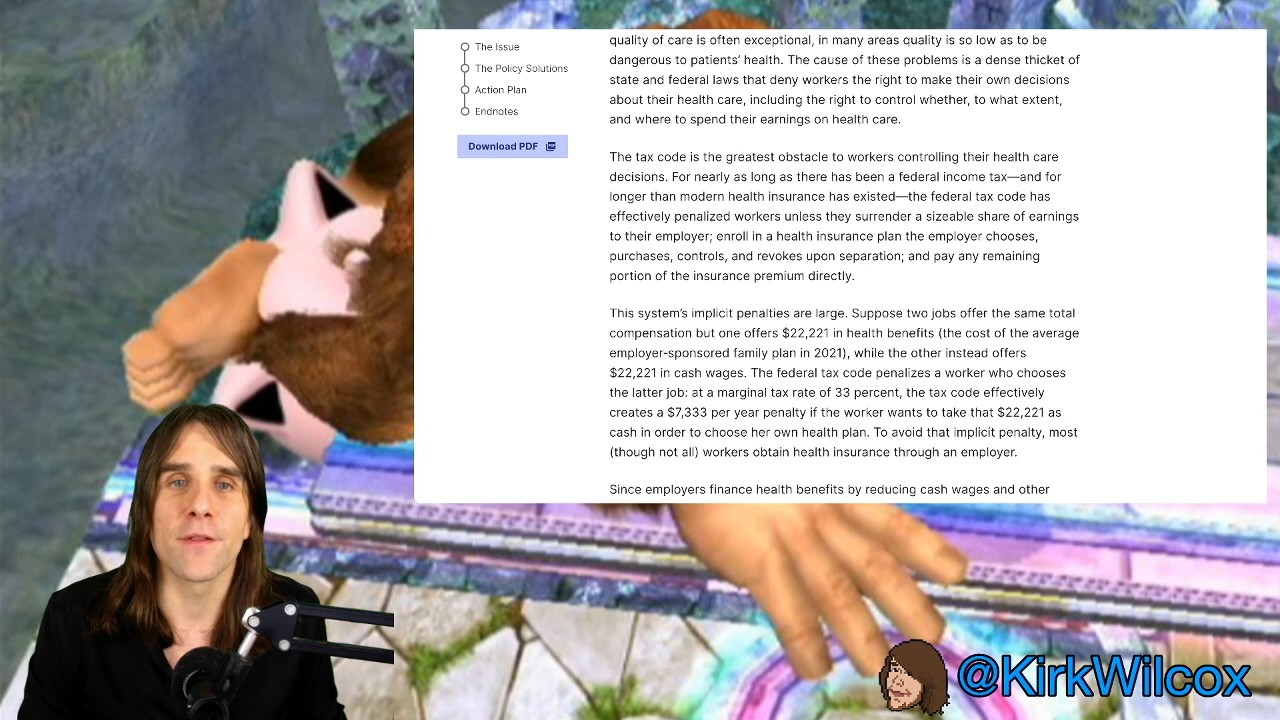 The Issue
The Policy Solutions
Action Plan
Endnotes
Download PDF
quality of care is often exceptional, in many areas quality is so low as to be
dangerous to patients' health. The cause of these problems is a dense thicket of
state and federal laws that deny workers the right to make their own decisions
about their health care, including the right to control whether, to what extent,
and where to spend their earnings on health care.
The tax code is the greatest obstacle to workers controlling their health care
decisions. For nearly as long as there has been a federal income tax—and for
longer than modern health insurance has existed—the federal tax code has
effectively penalized workers unless they surrender a sizeable share of earnings
to their employer; enroll in a health insurance plan the employer chooses,
purchases, controls, and revokes upon separation; and pay any remaining
portion of the insurance premium directly.
This system's implicit penalties are large. Suppose two jobs offer the same total
compensation but one offers $22,221 in health benefits (the cost of the average
employer-sponsored family plan in 2021), while the other instead offers
$22,221 in cash wages. The federal tax code penalizes a worker who chooses
the latter job: at a marginal tax rate of 33 percent, the tax code effectively
creates a $7,333 per year penalty if the worker wants to take that $22,221 as
cash in order to choose her own health plan. To avoid that implicit penalty, most
(though not all) workers obtain health insurance through an employer.
Since employers finance health benefits by reducing cash wages and other
@KirkWilcox